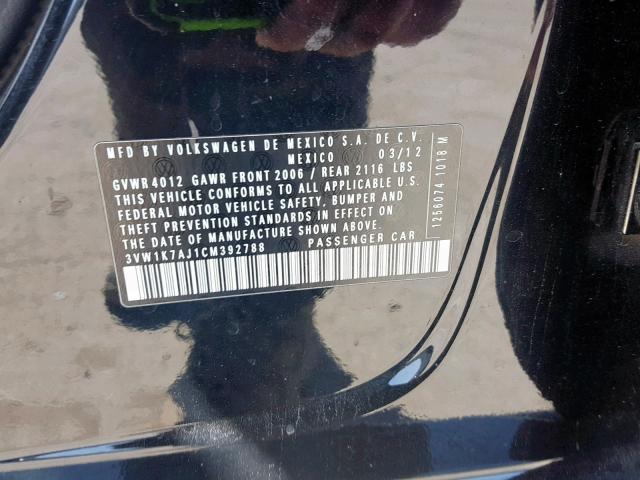 MFD BY VOLKSWAGEN DE MEXICO S.A. DE C.V.
MEXICO 03/12
GVWR 4012 GAWR FRONT 2006 / REAR 2116 LBS
THIS VEHICLE CONFORMS TO ALL APPLICABLE U.S.
FEDERAL MOTOR VEHICLE SAFETY, BUMPER AND
THEFT PREVENTION STANDARDS IN EFFECT ON
THE DATE OF MANUFACTURE SHOWN ABOVE.
3VW1K7AJ1CM392788 PASSENGER CAR
1256074 1018 M